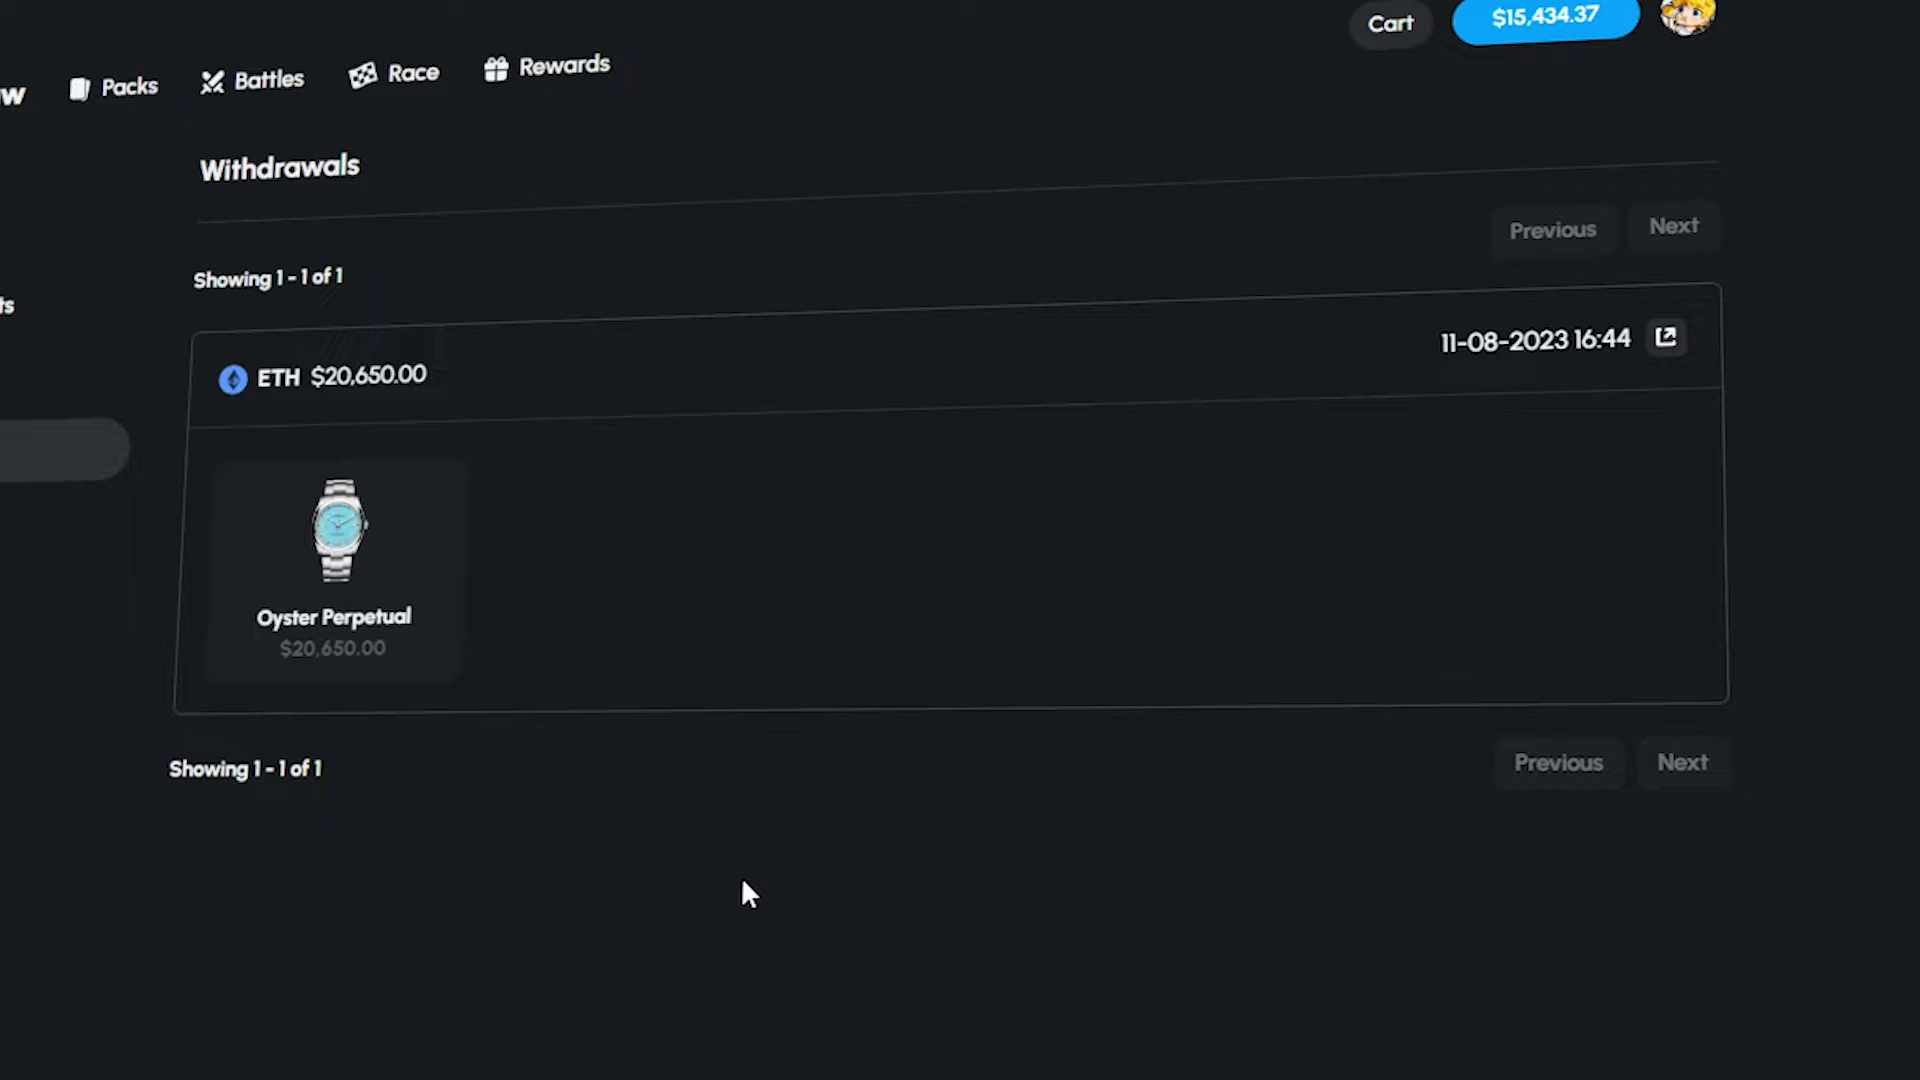 Cart
$15,434.37
w
Packs
Battles
Race
Rewards
Withdrawals
Previous
Next
Showing 1 - 1 of 1
ts
11-08-2023 16:44
ETH $20,650.00
Oyster Perpetual
$20,650.00
Showing 1 - 1 of 1
Previous
Next